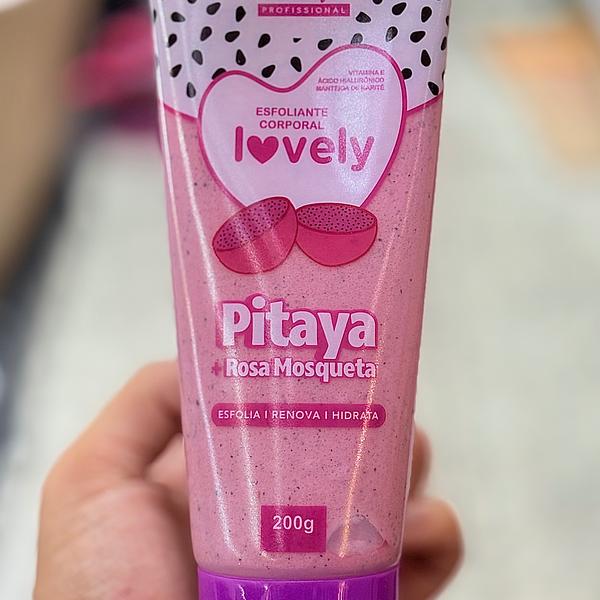 PROFISSIONAL
VITAMINA E
ÁCIDO HIALURÔNICO
MANTEIGA DE KARITÉ
ESFOLIANTE
CORPORAL
lovely
Pitaya
+ Rosa Mosqueta
ESFOLIA I RENOVA I HIDRATA
200g